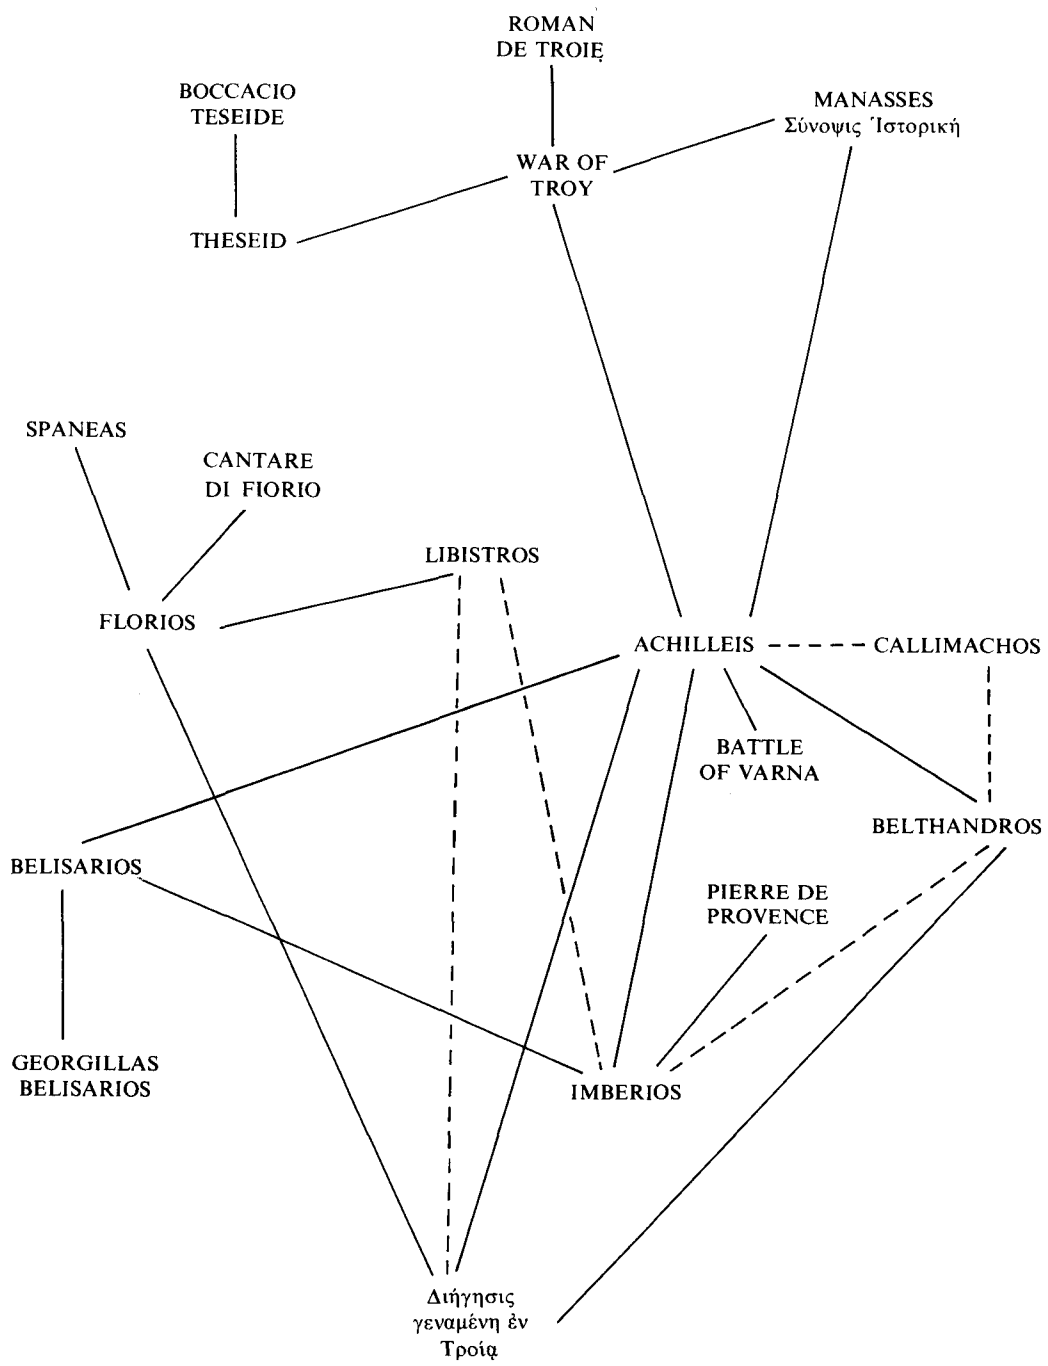 ROMAN
DE TROIE
BOCCACIO
TESEIDE
MANASSES
Σύνοψις Ἱστορική
WAR OF
TROY
THESEID
SPANEAS
CANTARE
DI FIORIO
LIBISTROS
FLORIOS
ACHILLEIS
CALLIMACHOS
BATTLE
OF VARNA
BELTHANDROS
BELISARIOS
PIERRE DE
PROVENCE
GEORGILLAS
BELISARIOS
IMBERIOS
Διήγησις
γεναμένη ἐν
Τροίᾳ